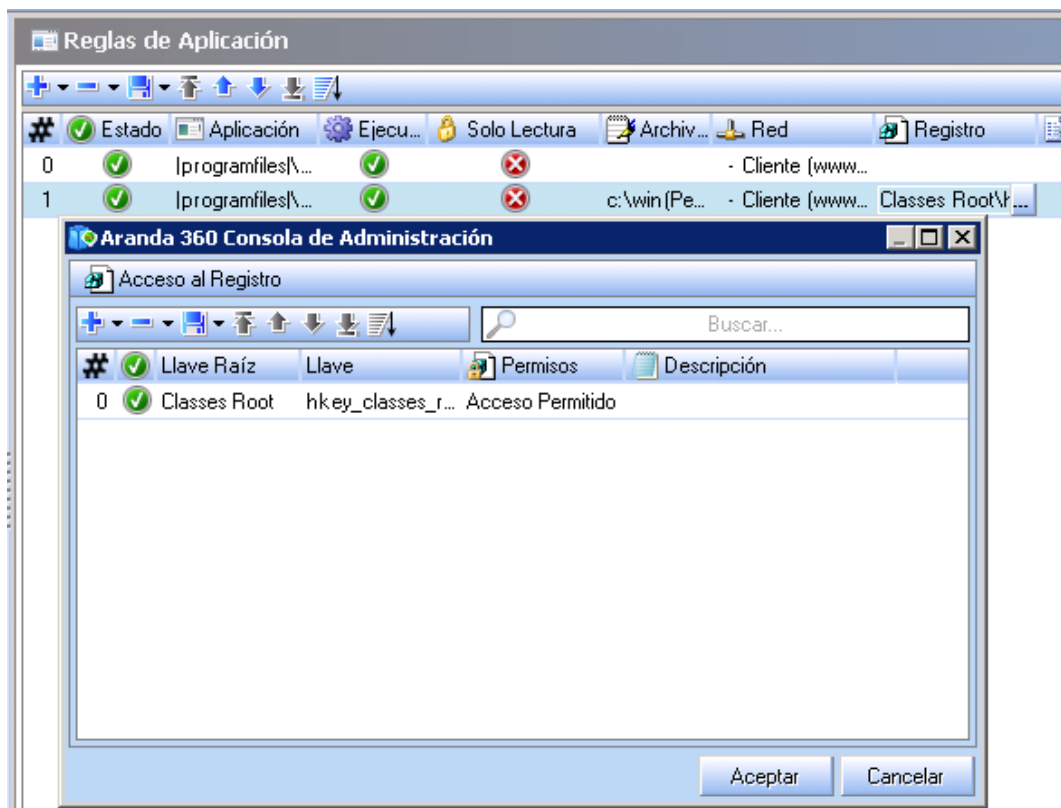 Reglas de Aplicación
# Estado Aplicación Ejecu... Solo Lectura Archiv... Red Registro
0 |programfiles|\... - Cliente (www...
1 |programfiles|\... c:\win (Pe... - Cliente (www... Classes Root\h ...
Aranda 360 Consola de Administración
Acceso al Registro
Buscar...
# Llave Raíz Llave Permisos Descripción
0 Classes Root hkey_classes_r... Acceso Permitido
Aceptar Cancelar